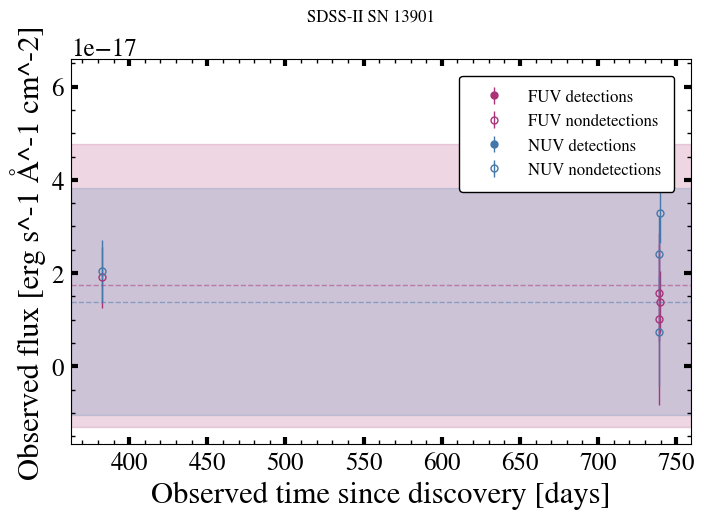 SDSS-II SN 13901
1e−17
Observed flux [erg s^-1 Å^-1 cm^-2]
6
4
2
0
FUV detections
FUV nondetections
NUV detections
NUV nondetections
400 450 500 550 600 650 700 750
Observed time since discovery [days]